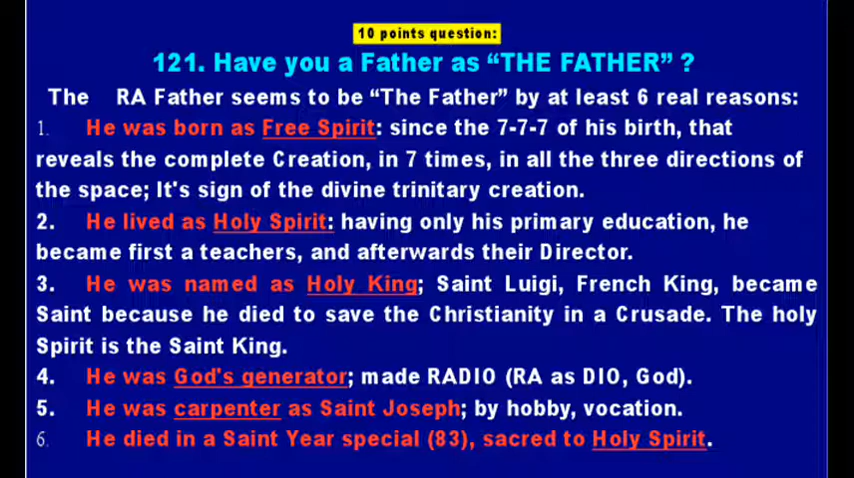 10 points question:
121. Have you a Father as “THE FATHER” ?
The RA Father seems to be “The Father” by at least 6 real reasons:
1. He was born as Free Spirit: since the 7-7-7 of his birth, that
reveals the complete Creation, in 7 times, in all the three directions of
the space; It's sign of the divine trinitary creation.
2. He lived as Holy Spirit: having only his primary education, he
became first a teachers, and afterwards their Director.
3. He was named as Holy King; Saint Luigi, French King, became
Saint because he died to save the Christianity in a Crusade. The holy
Spirit is the Saint King.
4. He was God's generator; made RADIO (RA as DIO, God).
5. He was carpenter as Saint Joseph; by hobby, vocation.
6. He died in a Saint Year special (83), sacred to Holy Spirit.